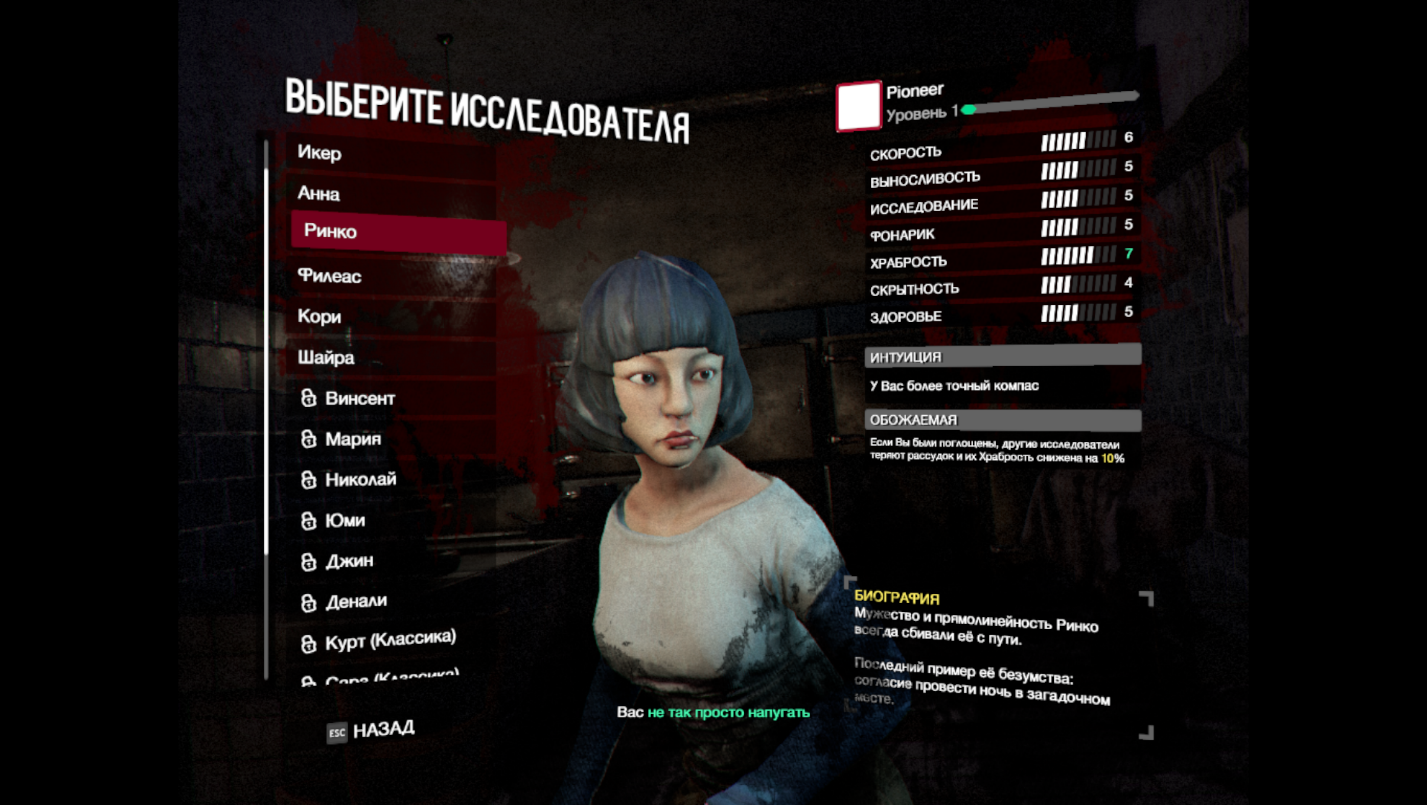 ВЫБЕРИТЕ ИССЛЕДОВАТЕЛЯ
Икер
Анна
Ринко
Филеас
Кори
Шайра
Винсент
Мария
Николай
Юми
Джин
Денали
Курт (Классика)
Сара (Классика)
ESC НАЗАД
Pioneer
Уровень 1
СКОРОСТЬ 6
ВЫНОСЛИВОСТЬ 5
ИССЛЕДОВАНИЕ 5
ФОНАРИК 5
ХРАБРОСТЬ 7
СКРЫТНОСТЬ 4
ЗДОРОВЬЕ 5
ИНТУИЦИЯ
У Вас более точный компас
ОБОЖАЕМАЯ
Если Вы были поглощены, другие исследователи
теряют рассудок и их Храбрость снижена на 10%
БИОГРАФИЯ
Мужество и прямолинейность Ринко
всегда сбивали её с пути.
Последний пример её безумства:
согласие провести ночь в загадочном
месте.
Вас не так просто напугать